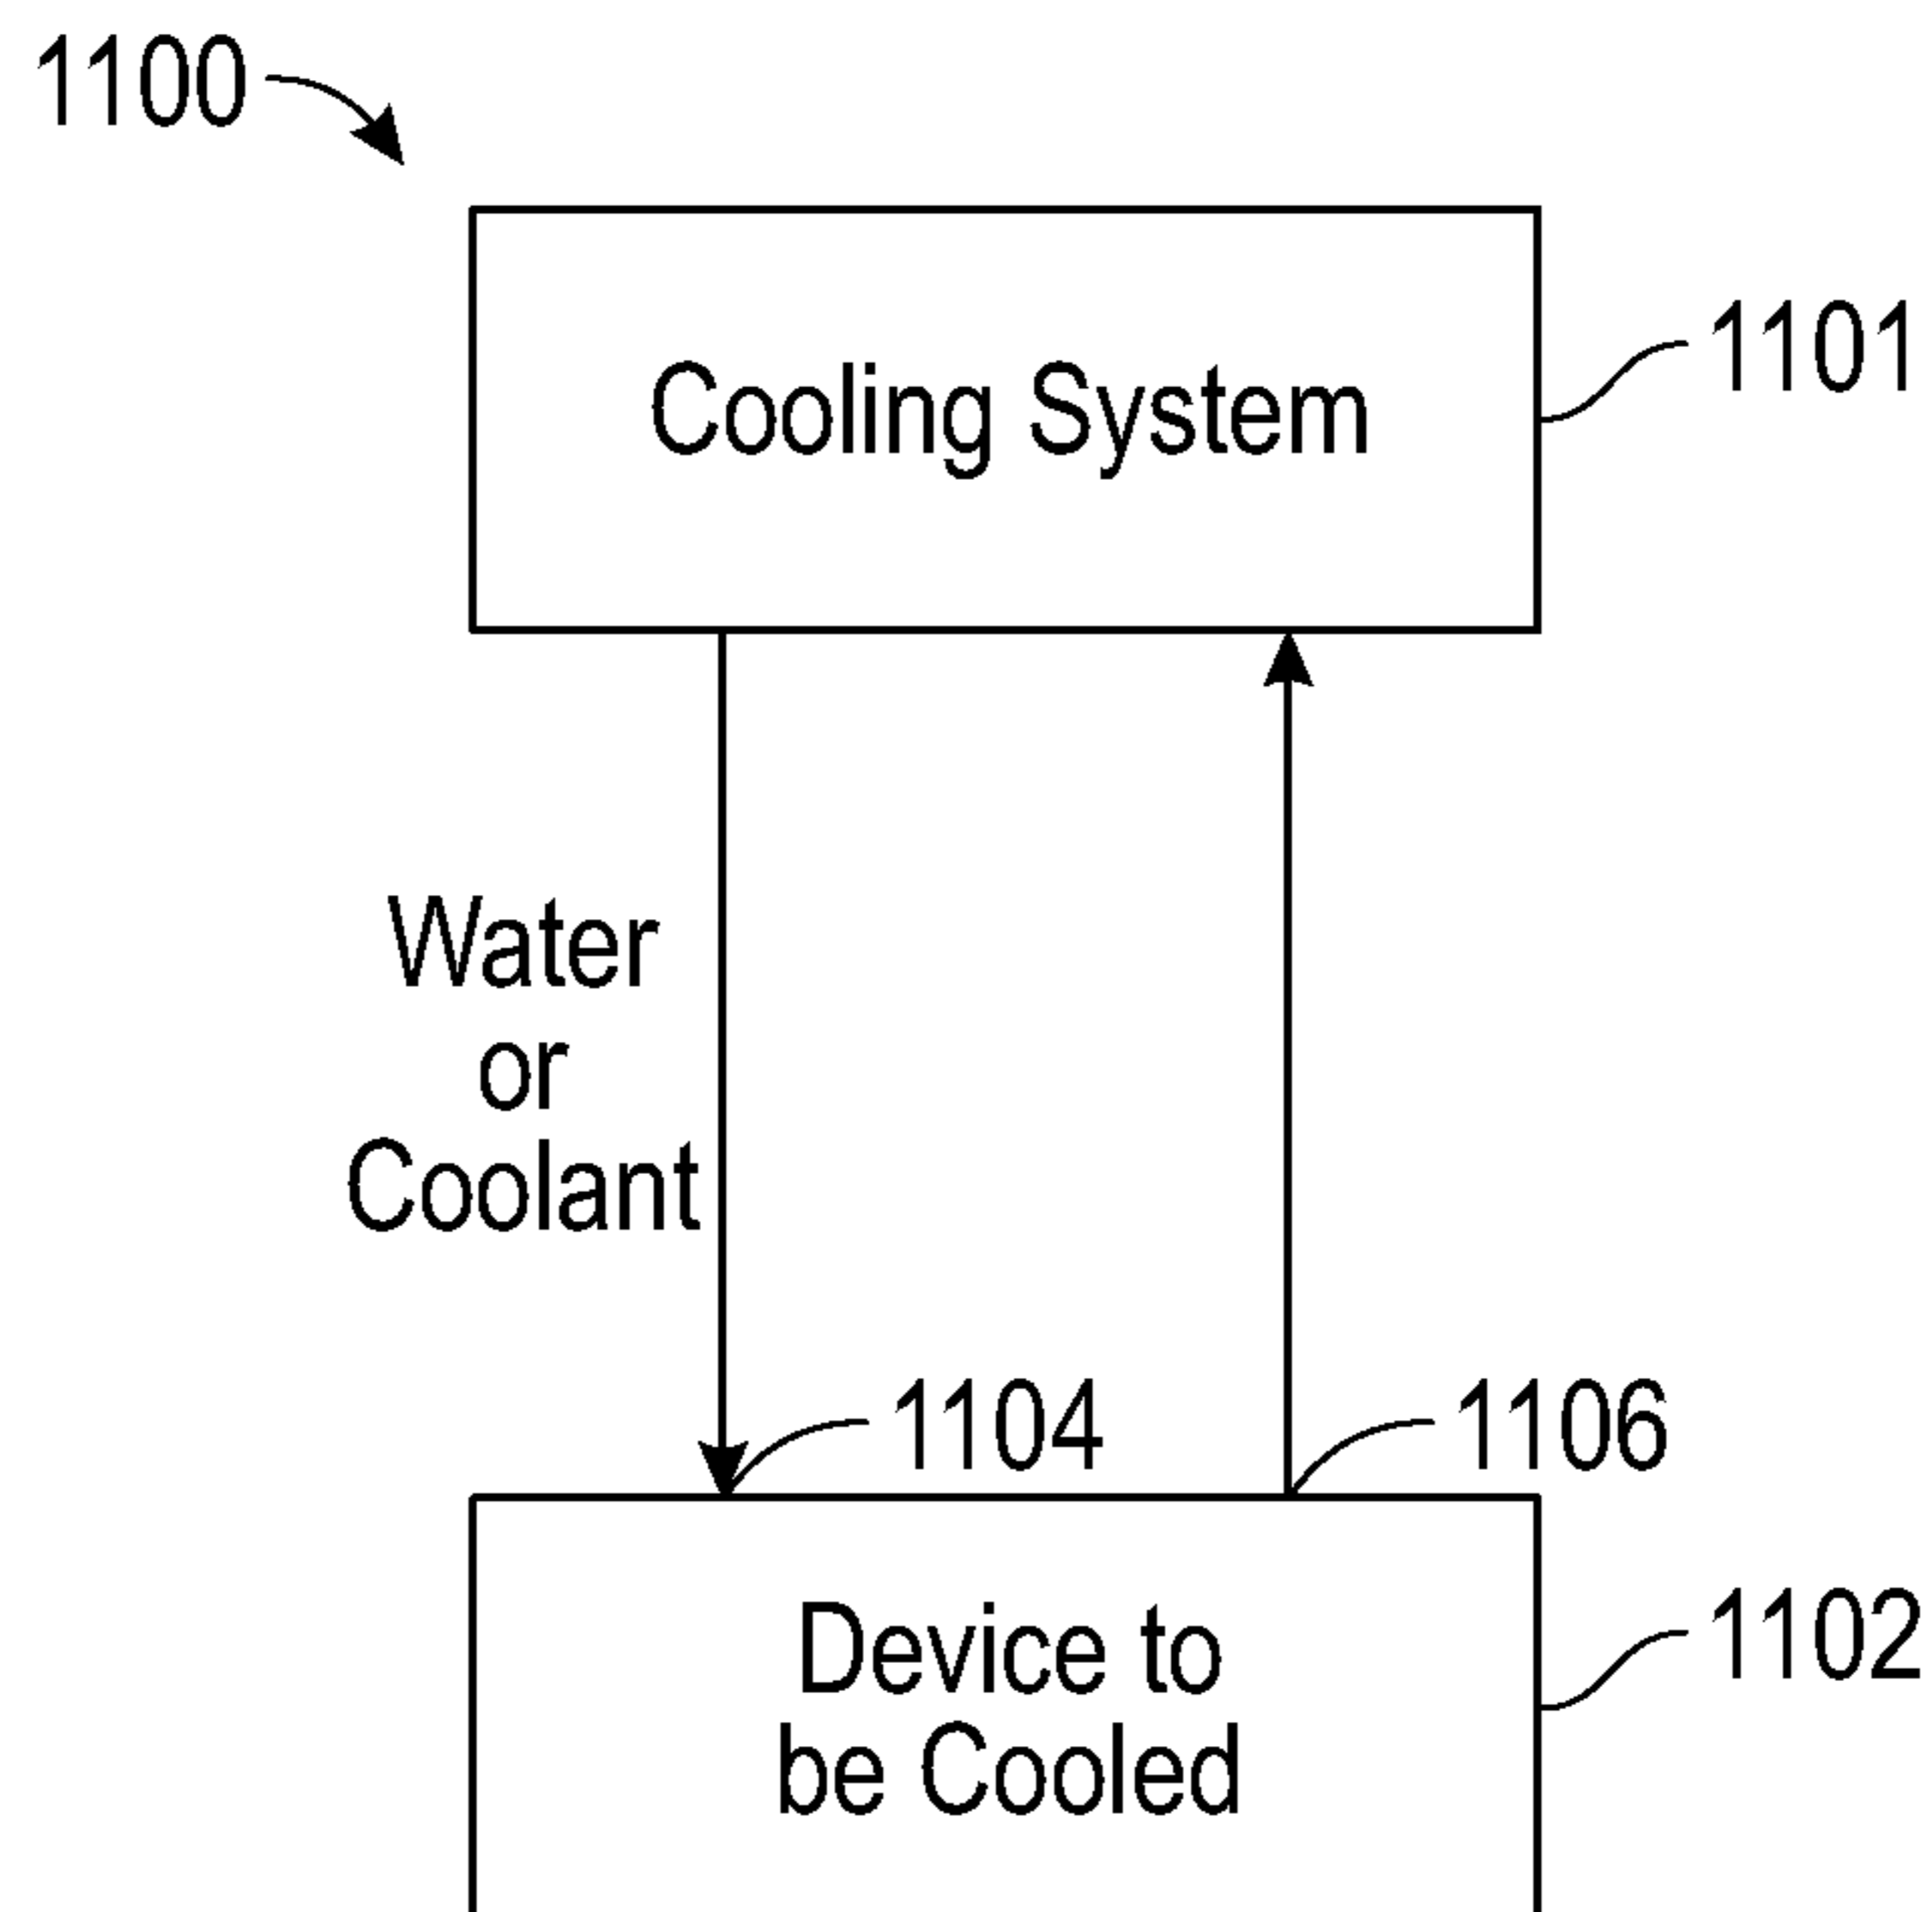 1100
Cooling System
1101
Water
or
Coolant
1104
1106
Device to
be Cooled
1102